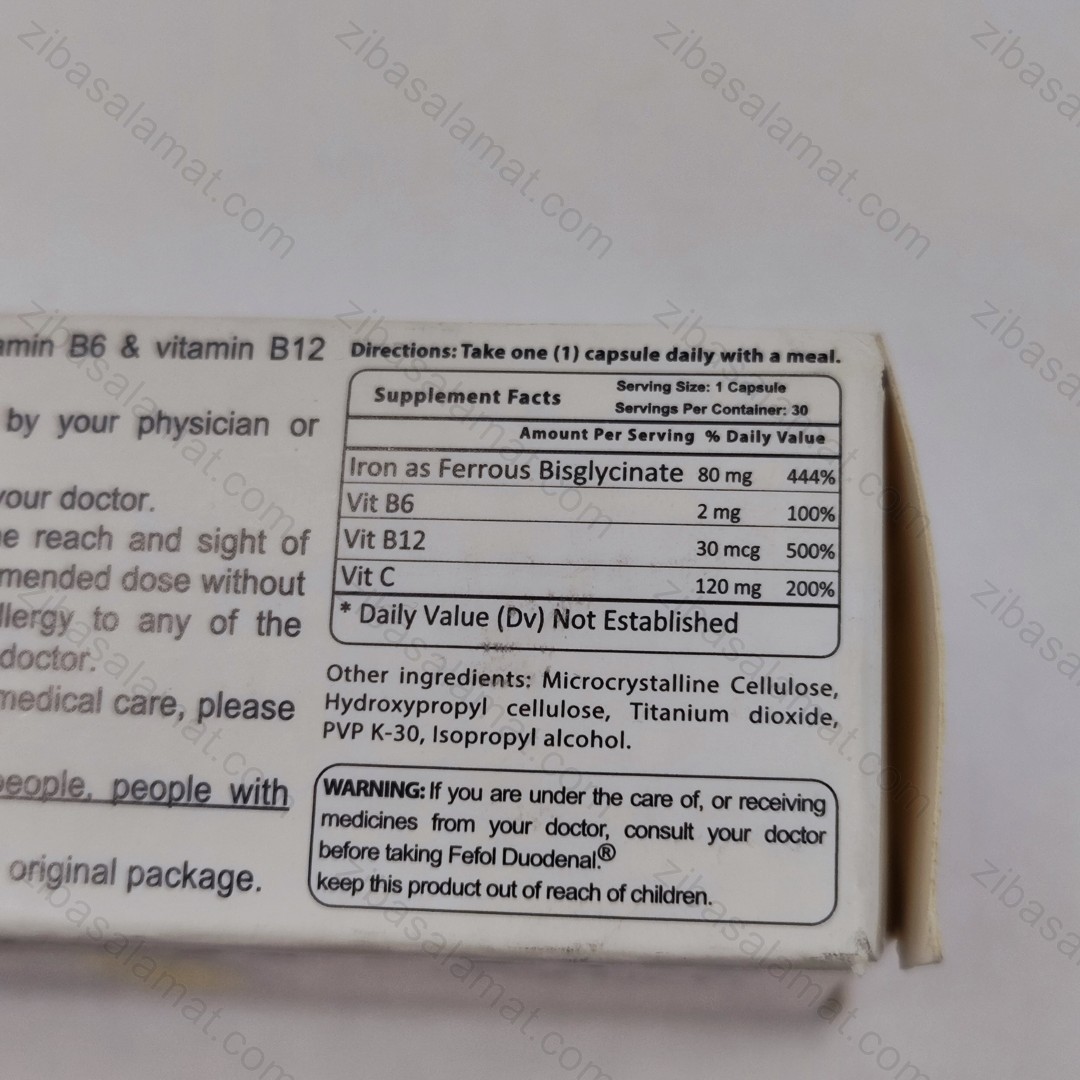 amin B6 & vitamin B12
by your physician or
your doctor.
e reach and sight of
mended dose without
llergy to any of the
doctor.
medical care, please
people, people with
original package.
Directions: Take one (1) capsule daily with a meal.
Supplement Facts
Serving Size: 1 Capsule
Servings Per Container: 30
Amount Per Serving % Daily Value
Iron as Ferrous Bisglycinate 80 mg 444%
Vit B6 2 mg 100%
Vit B12 30 mcg 500%
Vit C 120 mg 200%
* Daily Value (Dv) Not Established
Other ingredients: Microcrystalline Cellulose,
Hydroxypropyl cellulose, Titanium dioxide,
PVP K-30, Isopropyl alcohol.
WARNING: If you are under the care of, or receiving
medicines from your doctor, consult your doctor
before taking Fefol Duodenal.®
keep this product out of reach of children.
zibasalamat.com